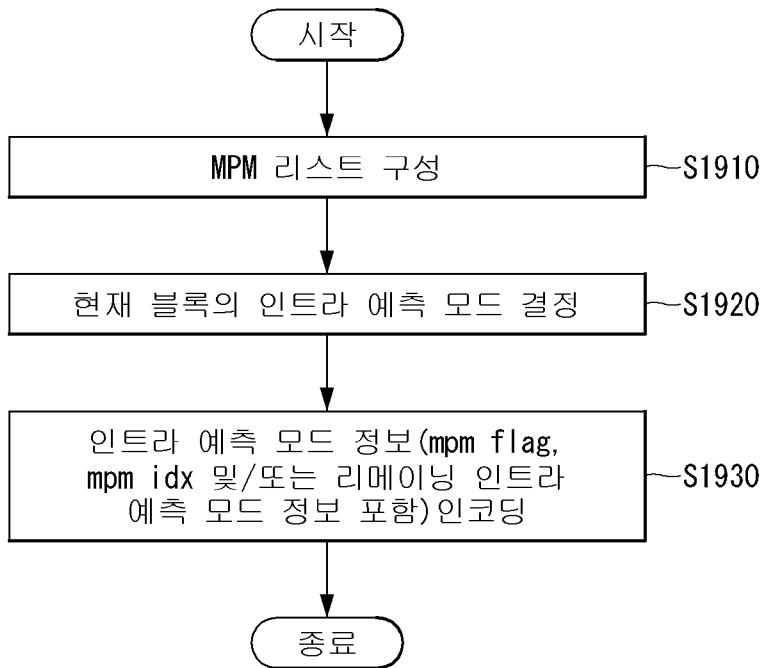 시작
MPM 리스트 구성
S1910
현재 블록의 인트라 예측 모드 결정
S1920
인트라 예측 모드 정보(mpm flag,
mpm idx 및/또는 리메이닝 인트라
예측 모드 정보 포함)인코딩
S1930
종료